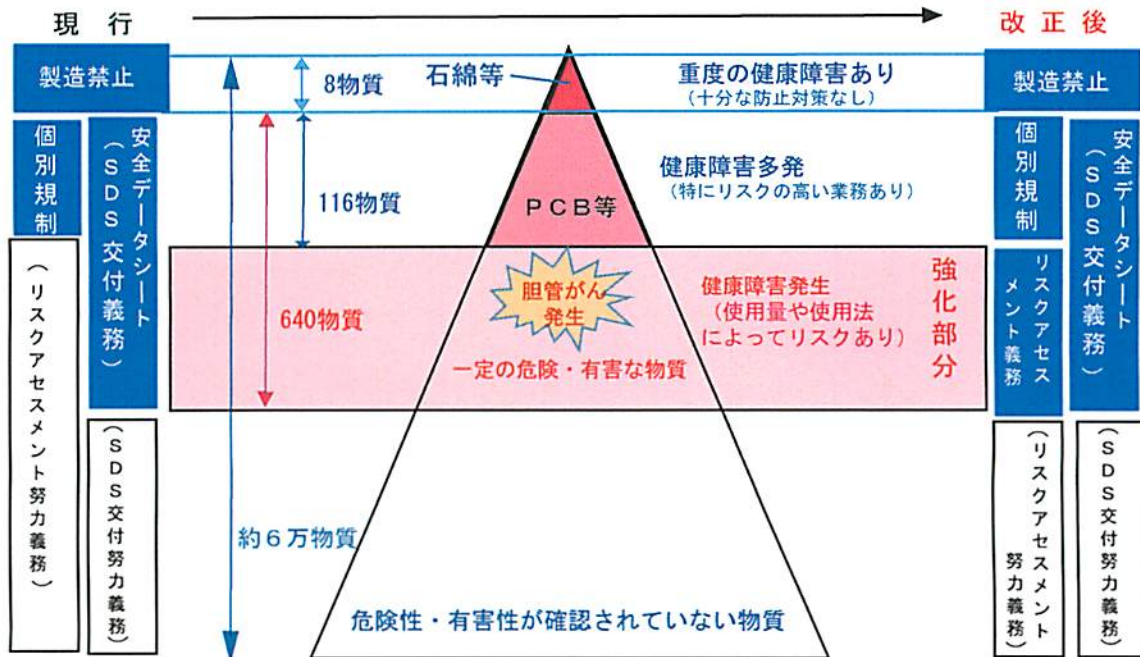 現行
改正後
製造禁止
8物質
石綿等
重度の健康障害あり
（十分な防止対策なし）
製造禁止
個別規制
安全データシート
（SDS交付義務）
116物質
PCB等
健康障害多発
（特にリスクの高い業務あり）
個別規制
安全データシート
（SDS交付義務）
（リスクアセスメント努力義務）
640物質
胆管がん
発生
健康障害発生
（使用量や使用法
によってリスクあり）
強化部分
一定の危険・有害な物質
リスクアセス
メント義務
（SDS交付努力義務）
約６万物質
危険性・有害性が確認されていない物質
（リスクアセスメント
努力義務）
（SDS交付努力義務）